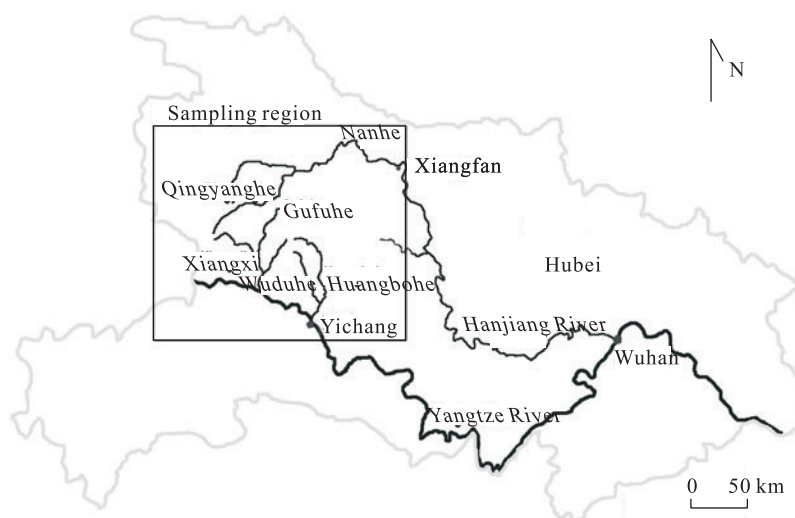 N
Sampling region
Nanhe
Xiangfan
Qingyanghe
Gufuhe
Xiangxi
Hubei
Wuduhe
Huangbohe
Yichang
Hanjiang River
Wuhan
Yangtze River
0 50 km